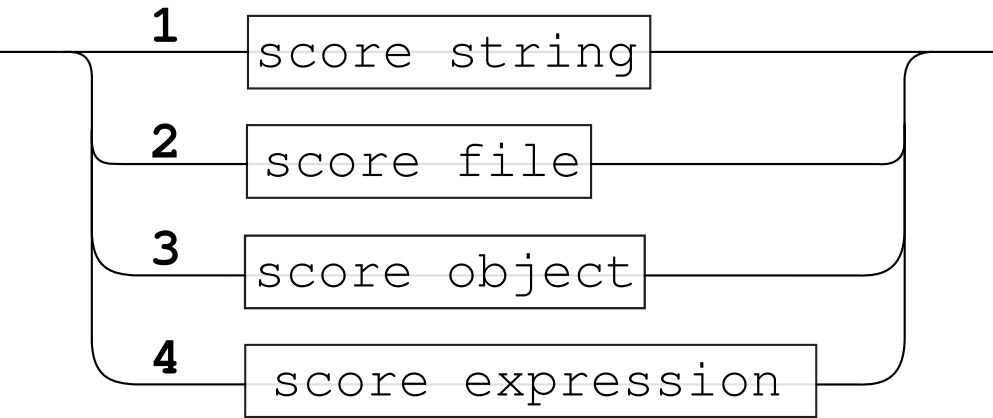 1 score string
2 score file
3 score object
4 score expression